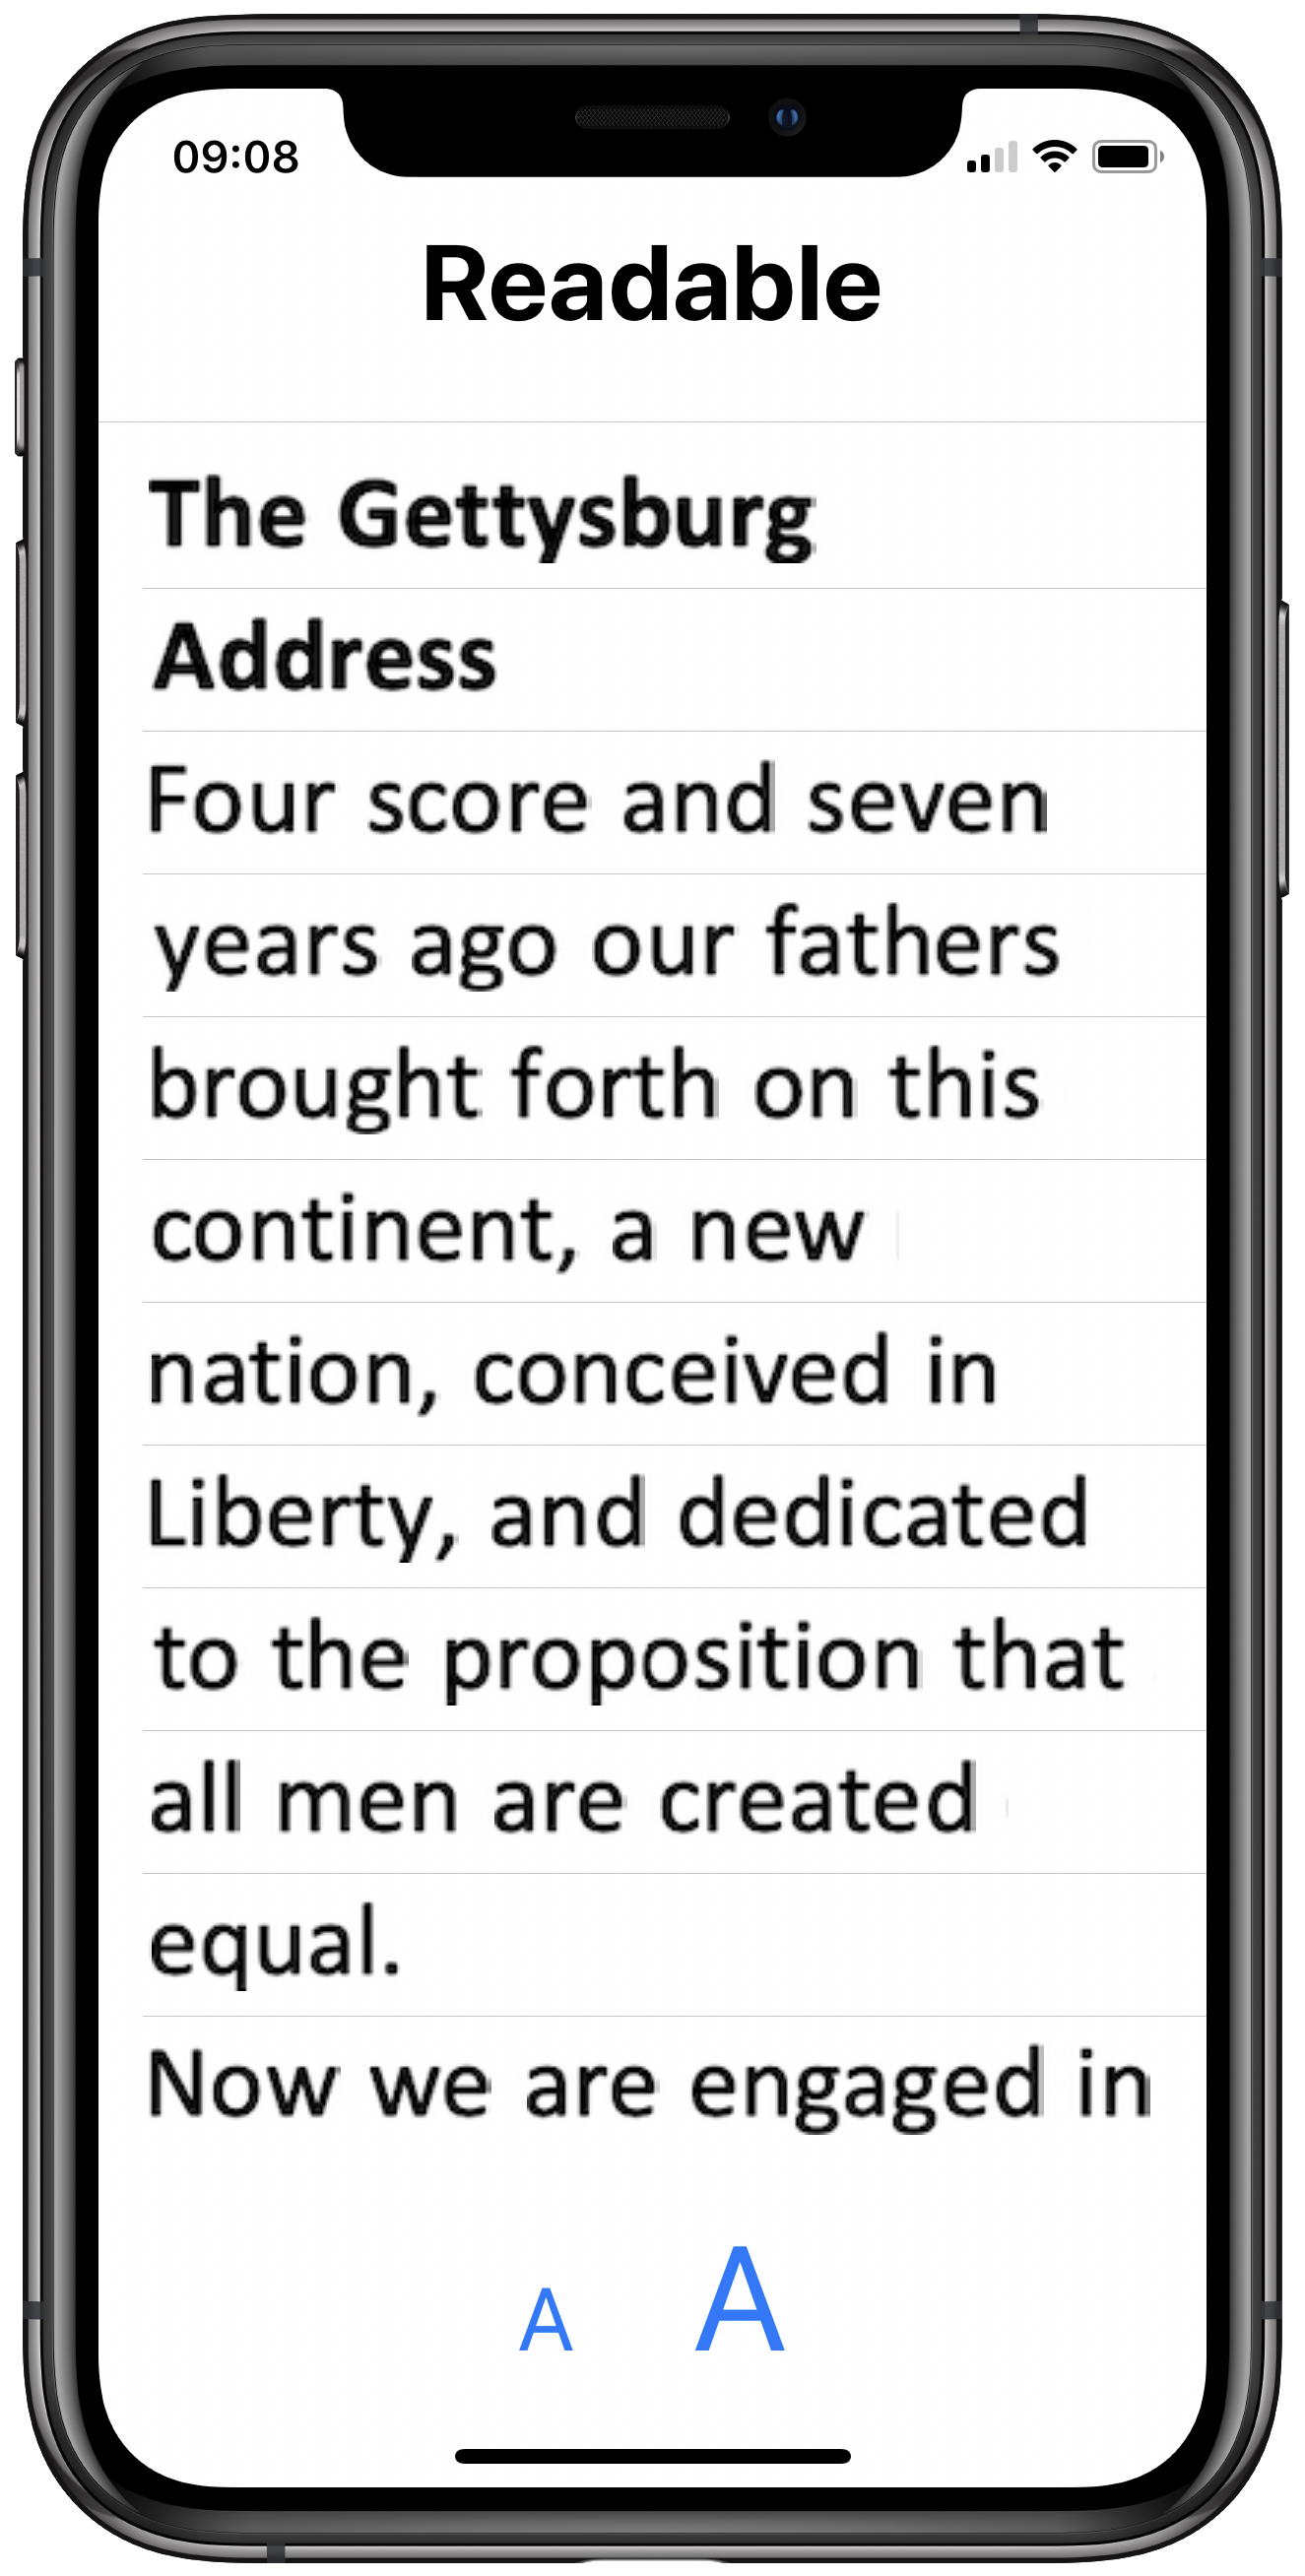 09:08
Readable
The Gettysburg
Address
Four score and seven
years ago our fathers
brought forth on this
continent, a new
nation, conceived in
Liberty, and dedicated
to the proposition that
all men are created
equal.
Now we are engaged in
A A